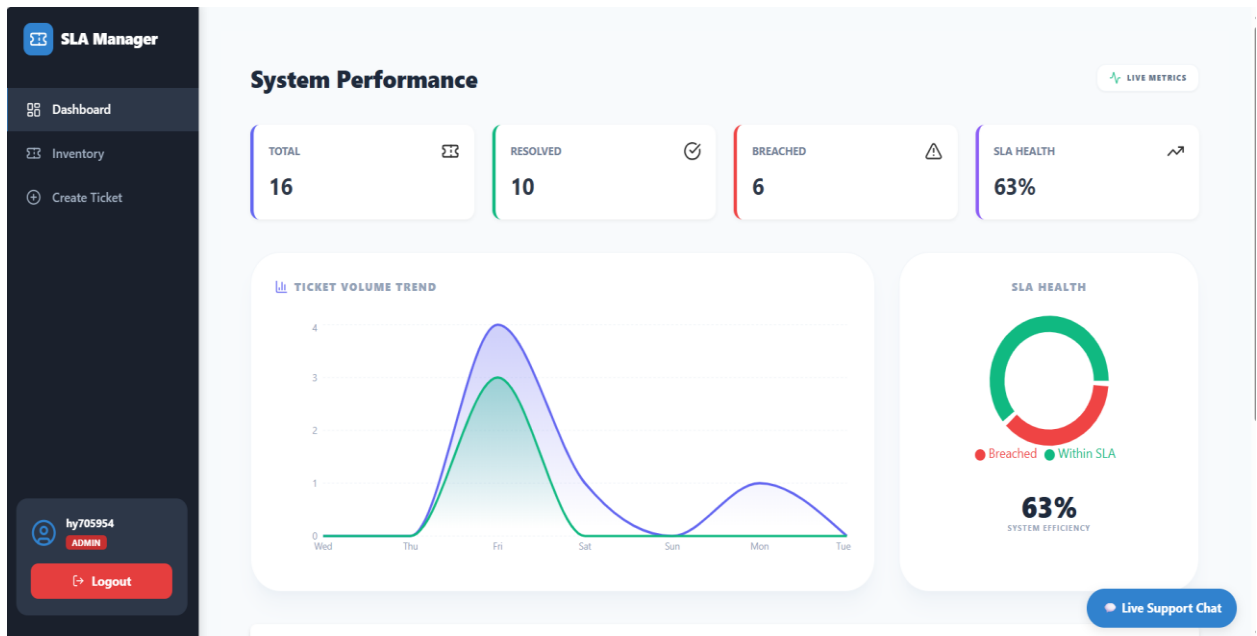 SLA Manager
Dashboard
Inventory
Create Ticket
hy705954
ADMIN
Logout
System Performance
LIVE METRICS
TOTAL
16
RESOLVED
10
BREACHED
6
SLA HEALTH
63%
TICKET VOLUME TREND
4
3
2
1
0
Wed Thu Fri Sat Sun Mon Tue
SLA HEALTH
Breached Within SLA
63%
SYSTEM EFFICIENCY
Live Support Chat